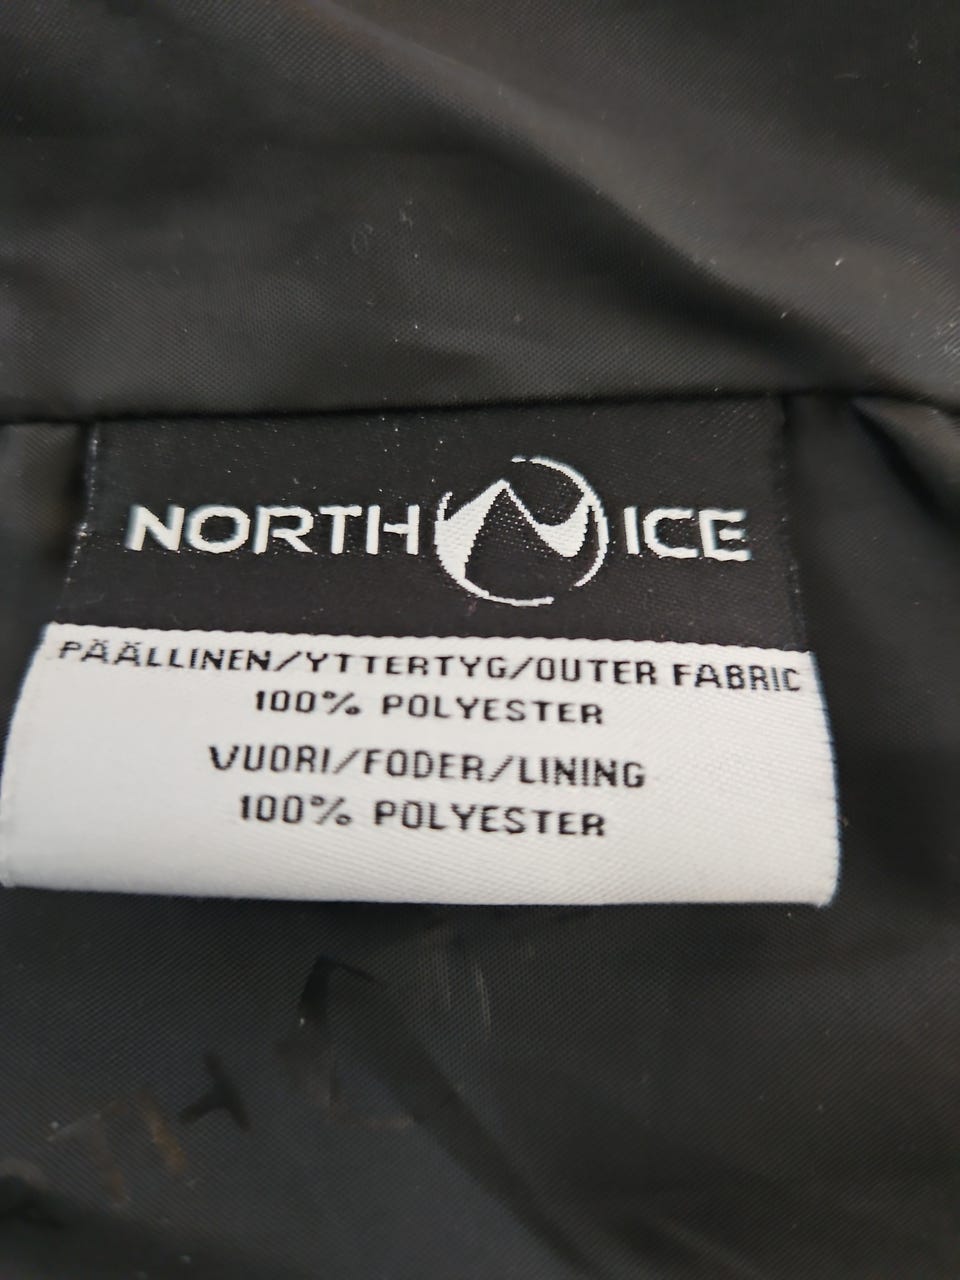 NORTH ICE
PÄÄLLINEN/YTTERTYG/OUTER FABRIC
100% POLYESTER
VUORI/FODER/LINING
100% POLYESTER